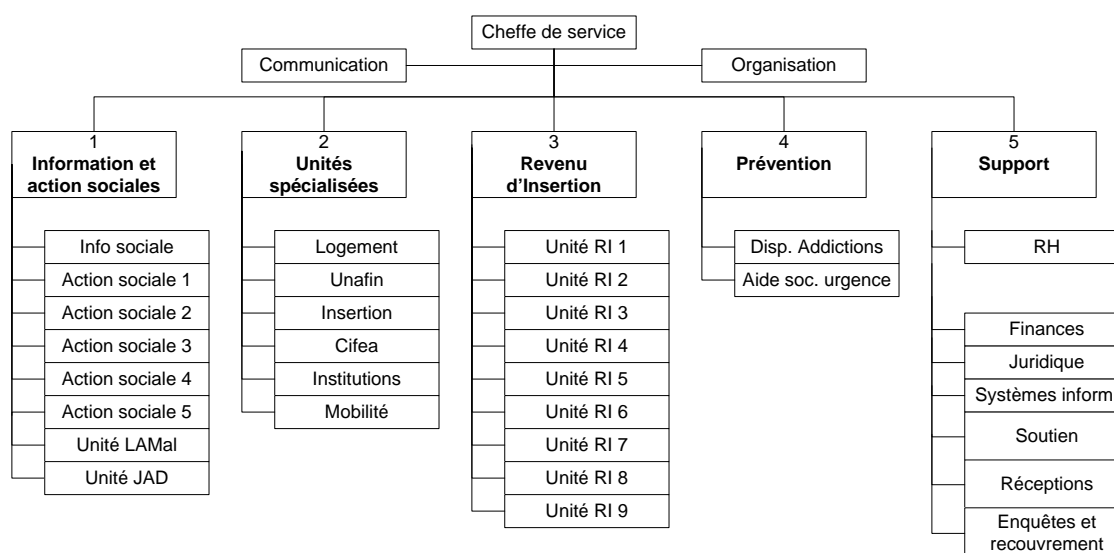 Cheffe de service
Communication
Organisation
1
Information et
action sociales
Info sociale
Action sociale 1
Action sociale 2
Action sociale 3
Action sociale 4
Action sociale 5
Unité LAMal
Unité JAD
2
Unités
spécialisées
Logement
Unafin
Insertion
Cifea
Institutions
Mobilité
3
Revenu
d'Insertion
Unité RI 1
Unité RI 2
Unité RI 3
Unité RI 4
Unité RI 5
Unité RI 6
Unité RI 7
Unité RI 8
Unité RI 9
4
Prévention
Disp. Addictions
Aide soc. urgence
5
Support
RH
Finances
Juridique
Systèmes inform
Soutien
Réceptions
Enquêtes et
recouvrement